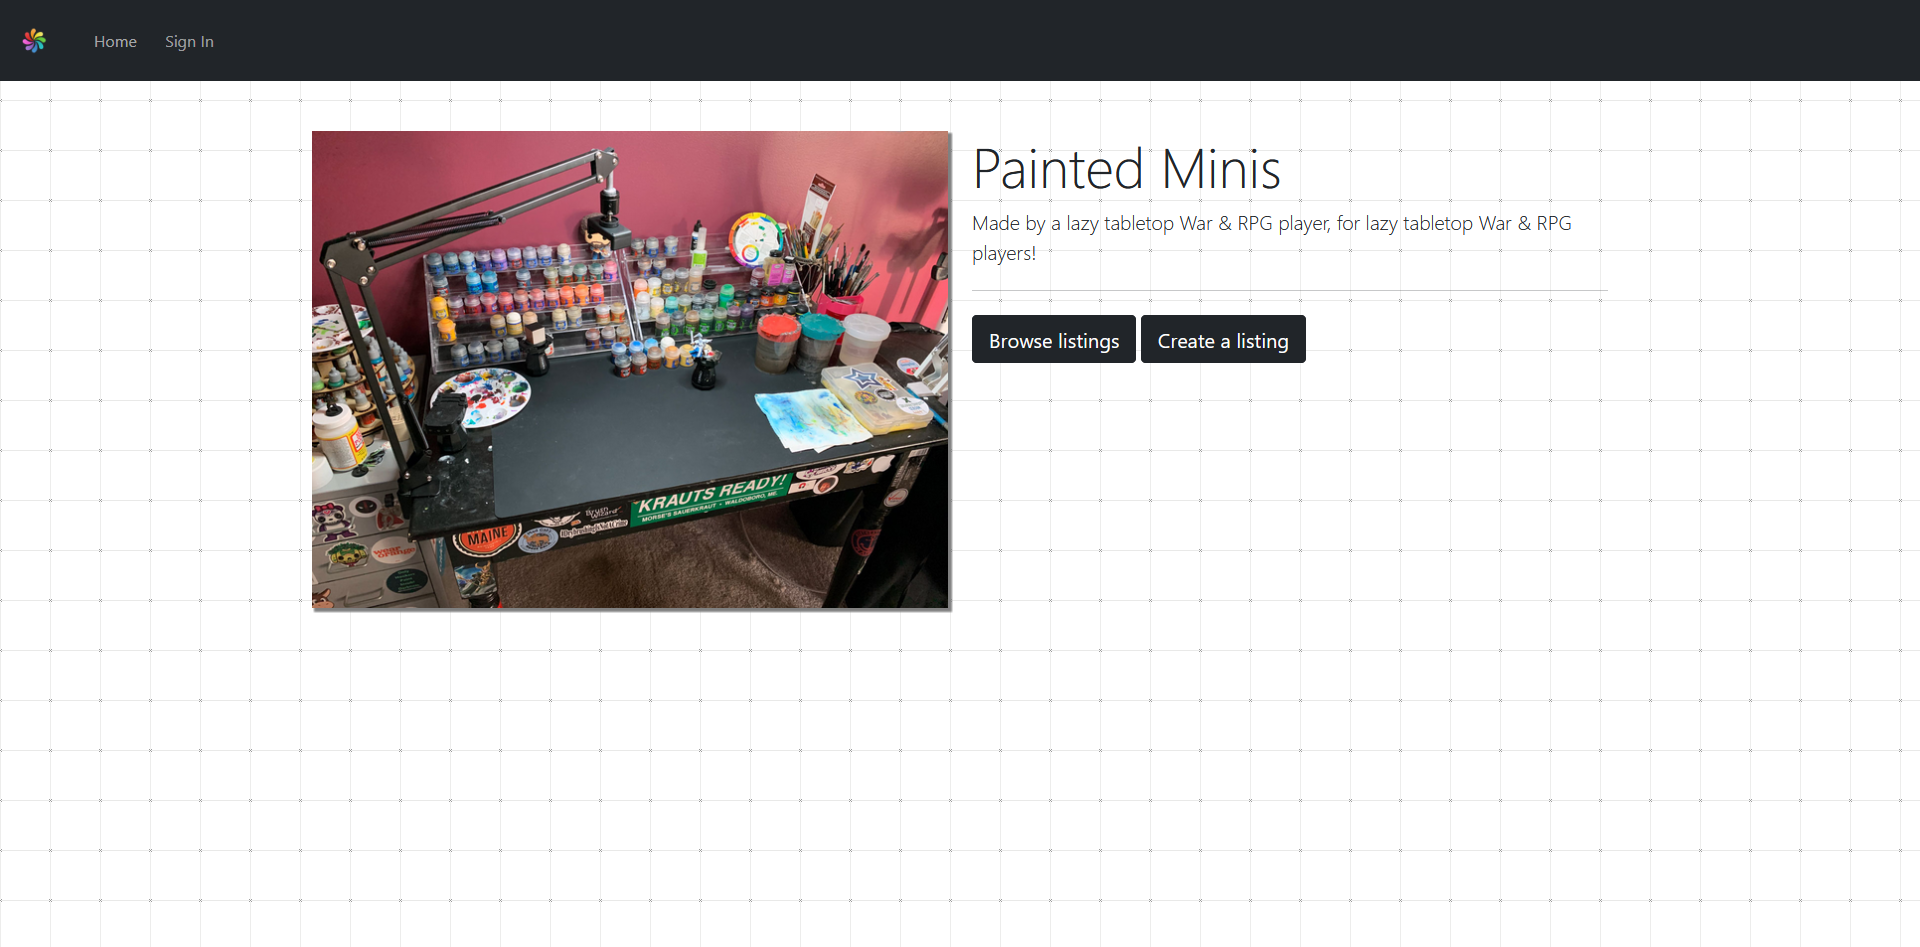 Home
Sign In
Painted Minis
Made by a lazy tabletop War & RPG player, for lazy tabletop War & RPG
players!
Browse listings
Create a listing
KRAUTS READY!
MORSE'S SAUERKRAUT • WALDOBORO, ME.
MAINE